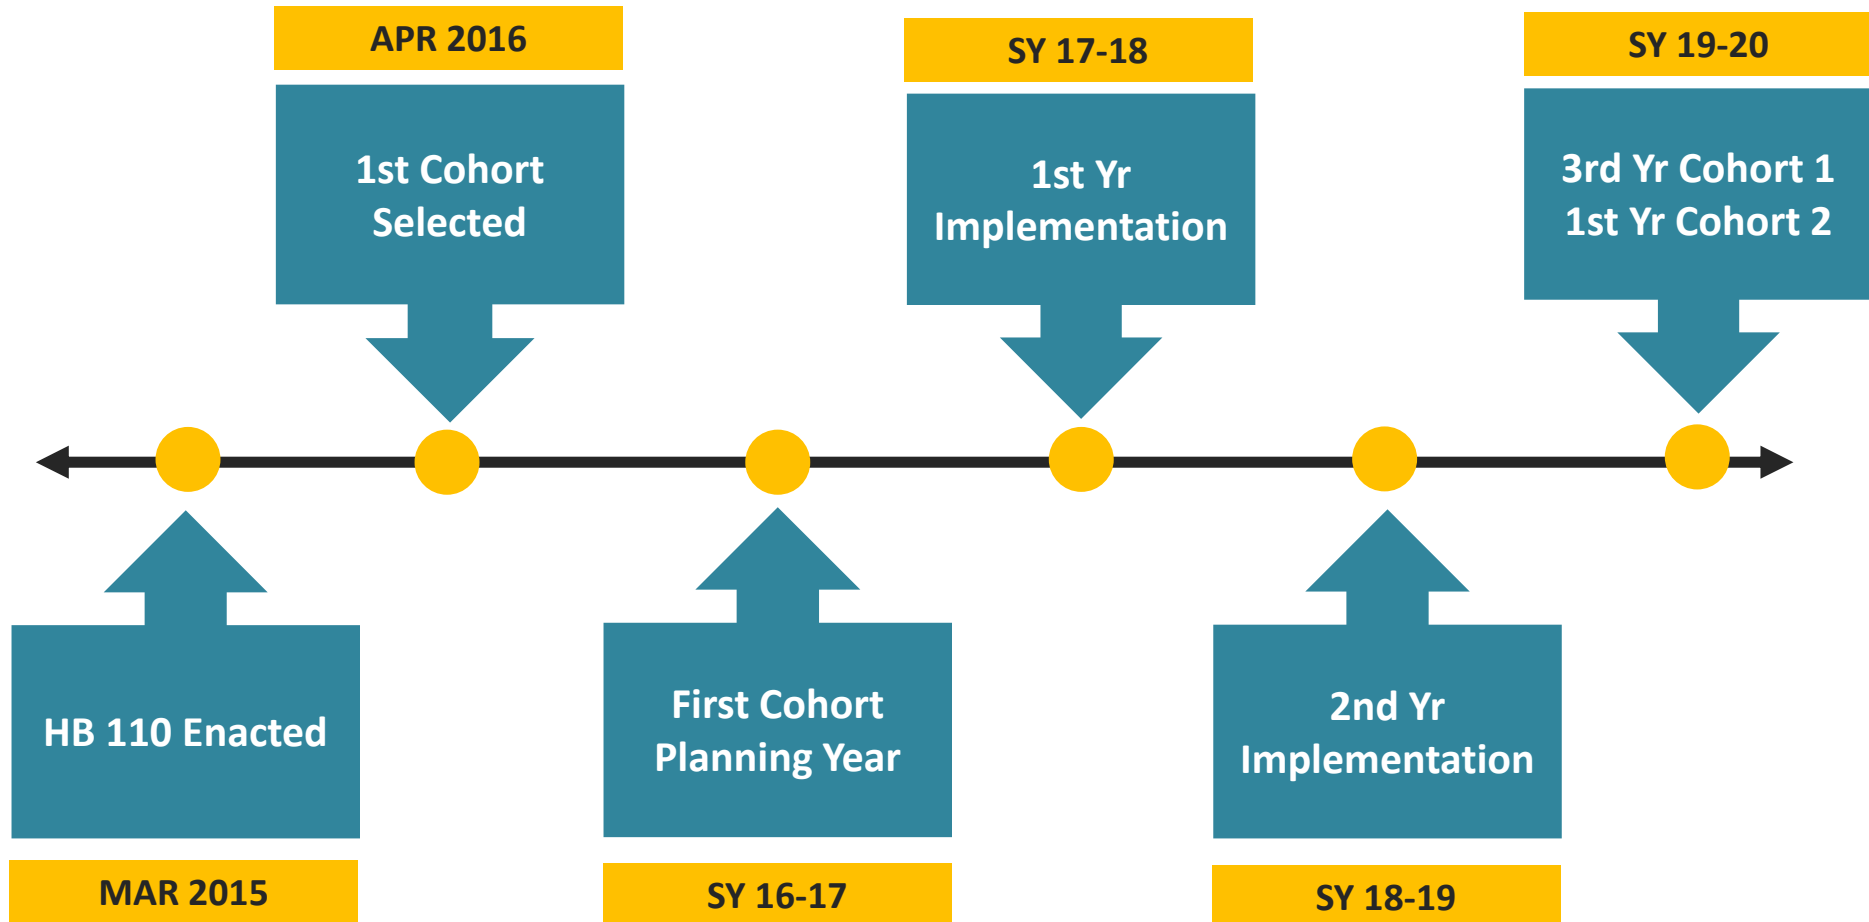 APR 2016
1st Cohort
Selected
SY 17-18
1st Yr
Implementation
SY 19-20
3rd Yr Cohort 1
1st Yr Cohort 2
HB 110 Enacted
MAR 2015
First Cohort
Planning Year
SY 16-17
2nd Yr
Implementation
SY 18-19